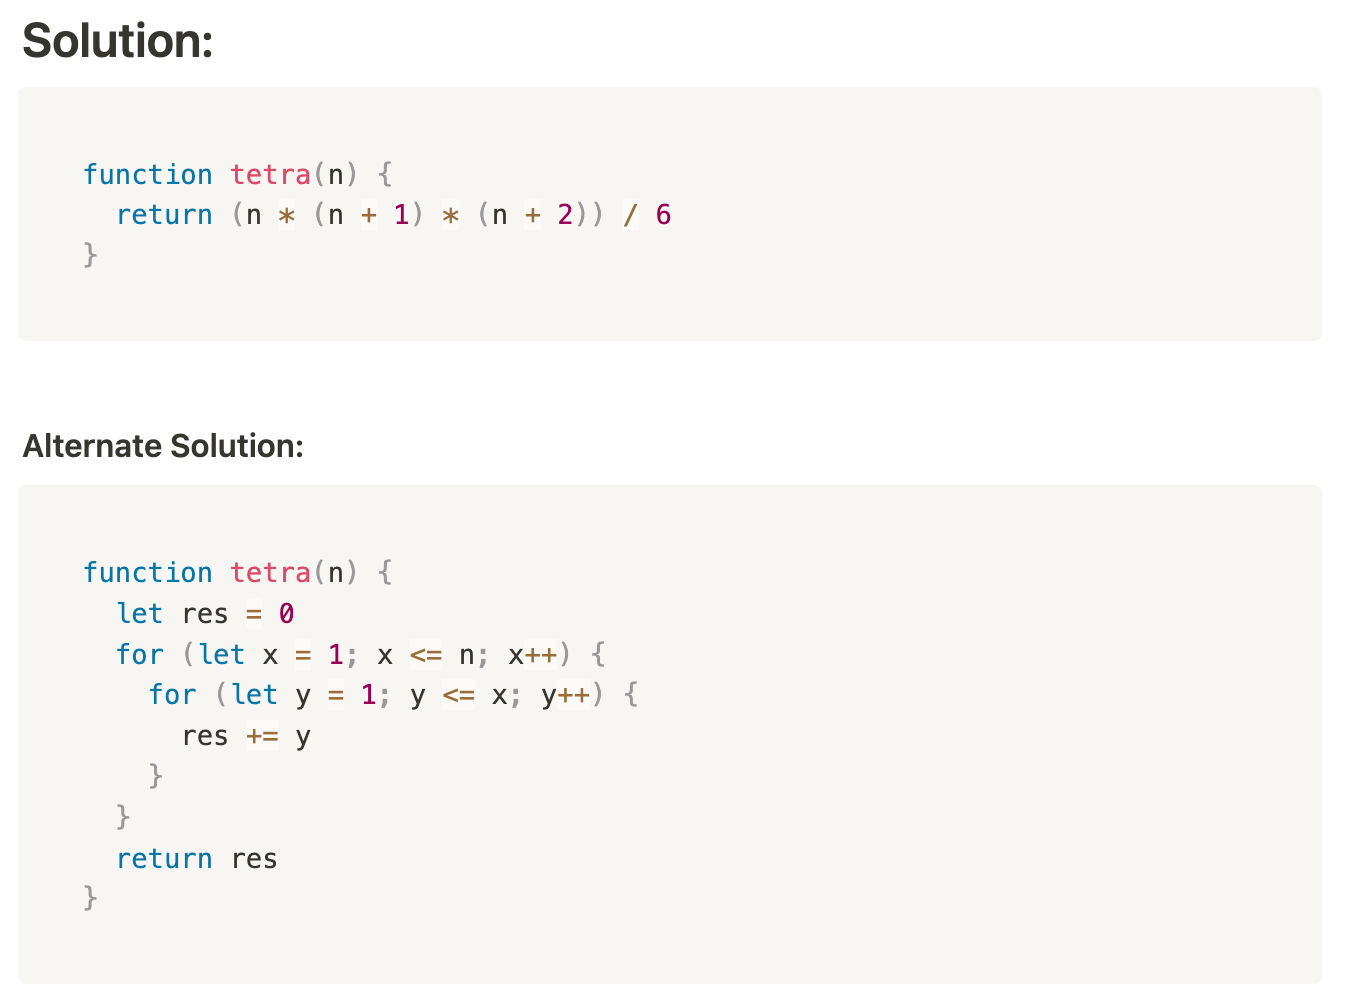 Solution:
function tetra(n) {
  return (n * (n + 1) * (n + 2)) / 6
}
Alternate Solution:
function tetra(n) {
  let res = 0
  for (let x = 1; x <= n; x++) {
    for (let y = 1; y <= x; y++) {
      res += y
    }
  }
  return res
}